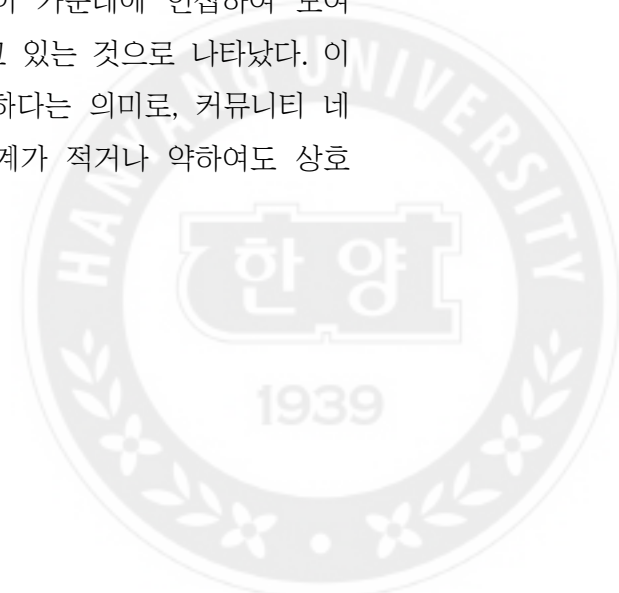 가운데에 인접하여 모여
있는 것으로 나타났다. 이
하다는 의미로, 커뮤니티 네
계가 적거나 약하여도 상호
HANYANG UNIVERSITY
한양
1939